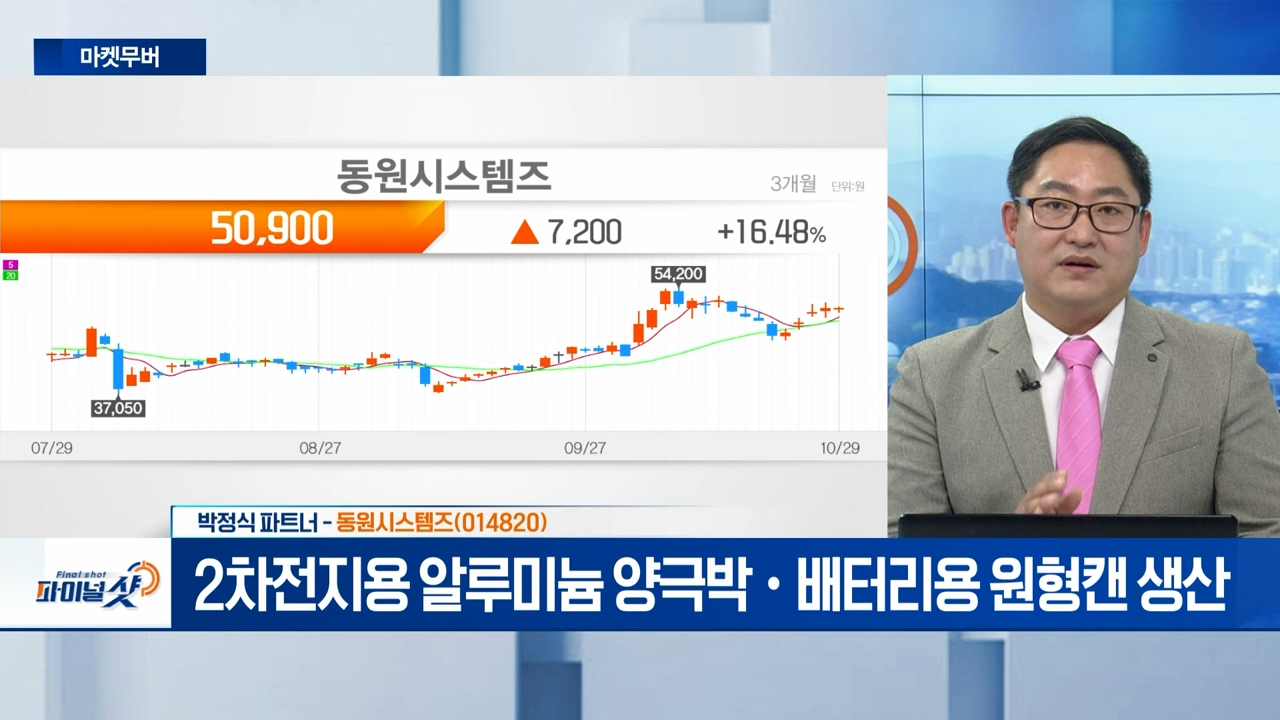 마켓무버
동원시스템즈
3개월 단위:원
50,900 ▲ 7,200 +16.48%
5
20
54,200
37,050
07/29 08/27 09/27 10/29
박정식 파트너 - 동원시스템즈(014820)
Final shot
파이널샷
2차전지용 알루미늄 양극박·배터리용 원형캔 생산